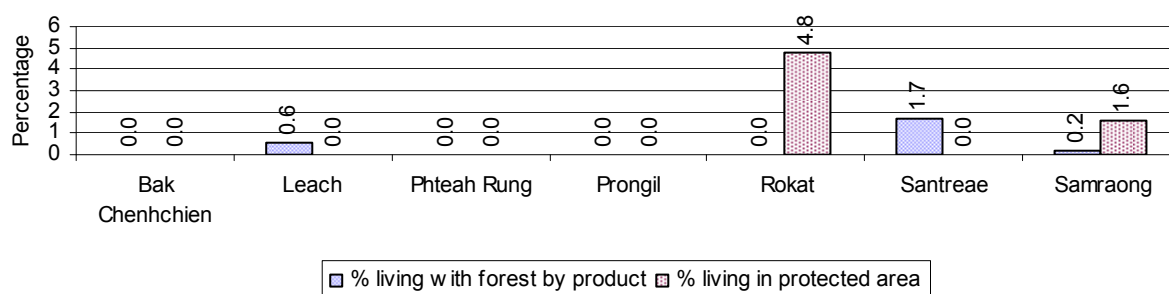 Percentage
6
5
4
3
2
1
0
0.0 0.0 0.6 0.0 0.0 0.0 0.0 0.0 0.0 4.8 1.7 0.0 0.2 1.6
Bak Leach Phteah Rung Prongil Rokat Santreae Samraong
Chenhchien
% living with forest by product % living in protected area